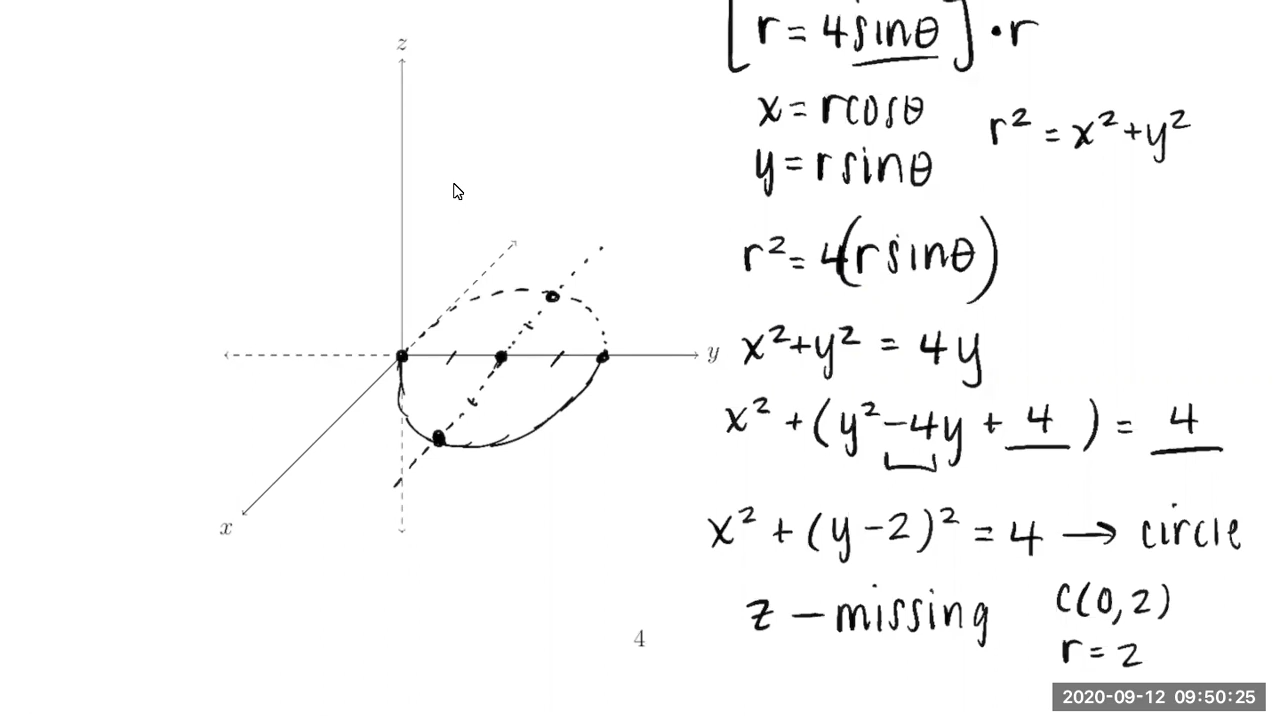 z
y
x
[r = 4sinθ] • r
x = rcosθ
r² = x² + y²
y = rsinθ
r² = 4(rsinθ)
x² + y² = 4y
x² + (y² - 4y + 4) = 4
x² + (y - 2)² = 4 → circle
z - missing
C(0, 2)
r = 2
4
2020-09-12 09:50:25